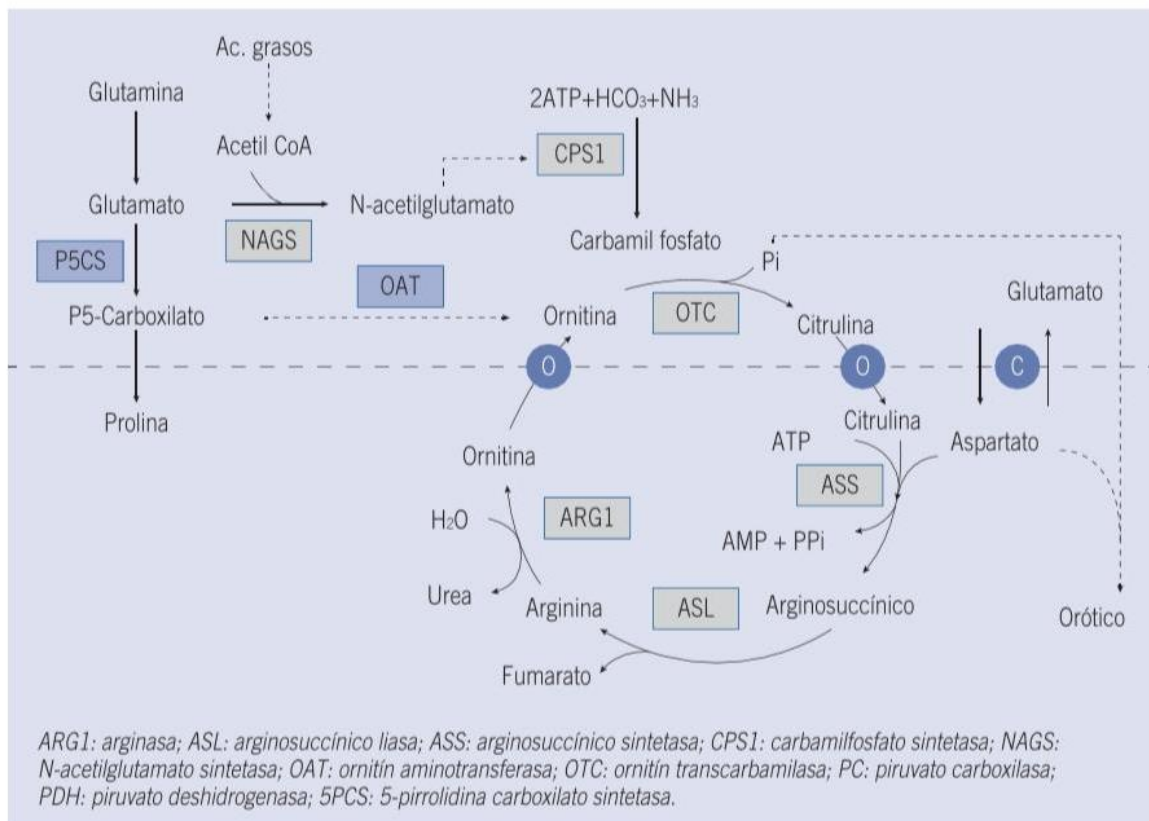 Ac. grasos
Glutamina
2ATP+HCO₃+NH₃
Acetil CoA
CPS1
Glutamato
N-acetilglutamato
NAGS
Carbamil fosfato
P5CS
Pi
OAT
Glutamato
P5-Carboxilato
Ornitina
OTC
Citrulina
O
O
C
Prolina
Citrulina
Ornitina
ATP
Aspartato
ASS
H₂O
ARG1
AMP + PPi
Urea
Arginina
ASL
Arginosuccínico
Orótico
Fumarato
ARG1: arginasa; ASL: arginosuccínico liasa; ASS: arginosuccínico sintetasa; CPS1: carbamilfosfato sintetasa; NAGS:
N-acetilglutamato sintetasa; OAT: ornitín aminotransferasa; OTC: ornitín transcarbamilasa; PC: piruvato carboxilasa;
PDH: piruvato deshidrogenasa; 5PCS: 5-pirrolidina carboxilato sintetasa.